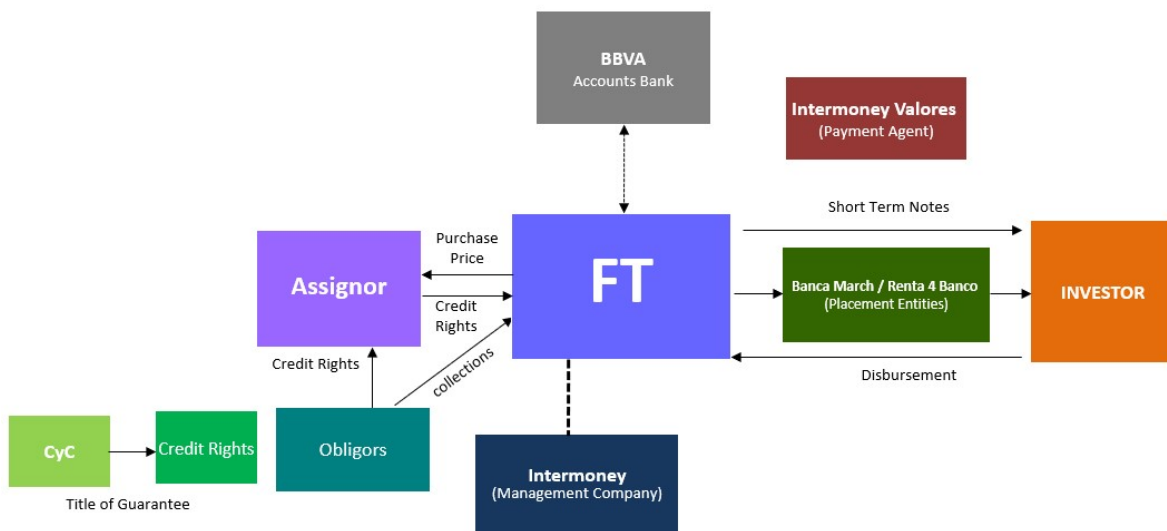 BBVA
Accounts Bank
Intermoney Valores
(Payment Agent)
Short Term Notes
Purchase
Price
Assignor
FT
Banca March / Renta 4 Banco
(Placement Entities)
INVESTOR
Credit
Rights
Credit Rights
collections
Disbursement
CyC
Credit Rights
Obligors
Intermoney
(Management Company)
Title of Guarantee